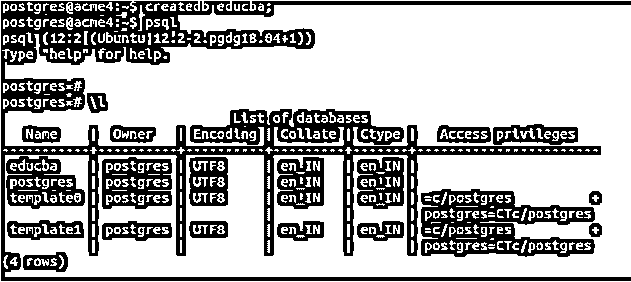 postgres@acme4:~$ createdb educba;
postgres@acme4:~$ psql
psql (12.2 (Ubuntu 12.2-2.pgdg18.04+1))
Type "help" for help.
postgres=#
postgres=# \l
List of databases
Name | Owner | Encoding | Collate | Ctype | Access privileges
educba | postgres | UTF8 | en_IN | en_IN |
postgres | postgres | UTF8 | en_IN | en_IN |
template0 | postgres | UTF8 | en_IN | en_IN | =c/postgres +
| | | | | postgres=CTc/postgres
template1 | postgres | UTF8 | en_IN | en_IN | =c/postgres +
| | | | | postgres=CTc/postgres
(4 rows)